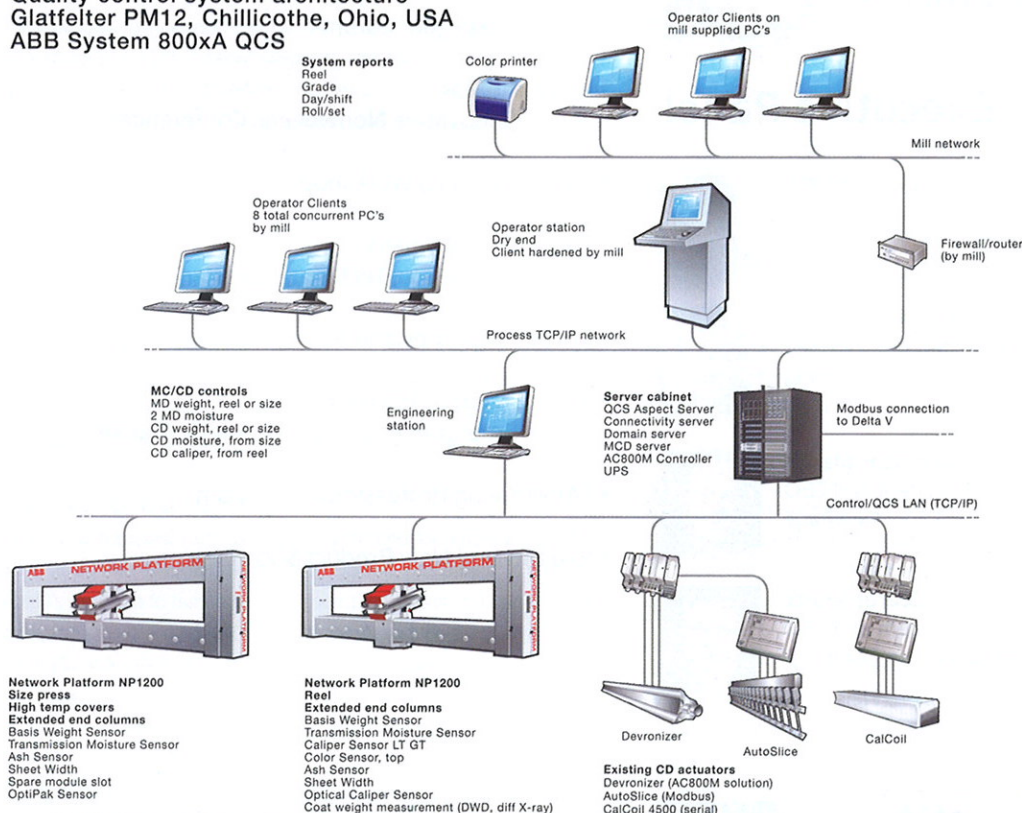 Quality control system architecture
Glatfelter PM12, Chillicothe, Ohio, USA
ABB System 800xA QCS
System reports
Reel
Grade
Day/shift
Roll/set
Color printer
Operator Clients on
mill supplied PC's
Mill network
Operator Clients
8 total concurrent PC's
by mill
Operator station
Dry end
Client hardened by mill
Firewall/router
(by mill)
Process TCP/IP network
MC/CD controls
MD weight, reel or size
2 MD moisture
CD weight, reel or size
CD moisture, from size
CD caliper, from reel
Engineering
station
Server cabinet
QCS Aspect Server
Connectivity server
Domain server
MCD server
AC800M Controller
UPS
Modbus connection
to Delta V
Control/QCS LAN (TCP/IP)
ABB NETWORK PLATFORM
NETWORK PLATFORM
ABB NETWORK PLATFORM
NETWORK PLATFORM
Network Platform NP1200
Size press
High temp covers
Extended end columns
Basis Weight Sensor
Transmission Moisture Sensor
Ash Sensor
Sheet Width
Spare module slot
OptiPak Sensor
Network Platform NP1200
Reel
Extended end columns
Basis Weight Sensor
Transmission Moisture Sensor
Caliper Sensor LT GT
Color Sensor, top
Ash Sensor
Sheet Width
Optical Caliper Sensor
Coat weight measurement (DWD, diff X-ray)
Devronizer
AutoSlice
CalCoil
Existing CD actuators
Devronizer (AC800M solution)
AutoSlice (Modbus)
CalCoil 4500 (serial)